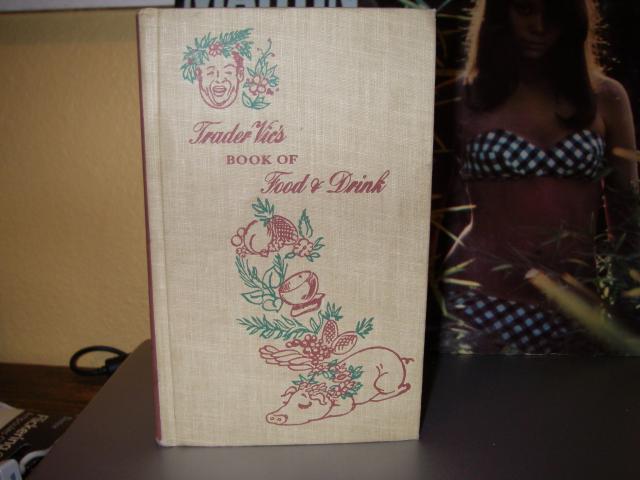 Trader Vic's
BOOK OF
Food & Drink